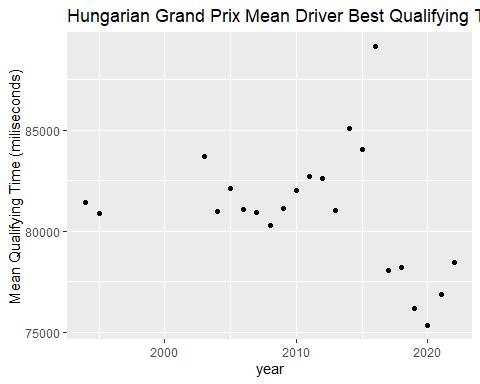 Hungarian Grand Prix Mean Driver Best Qualifying T
Mean Qualifying Time (miliseconds)
85000
80000
75000
2000
2010
2020
year